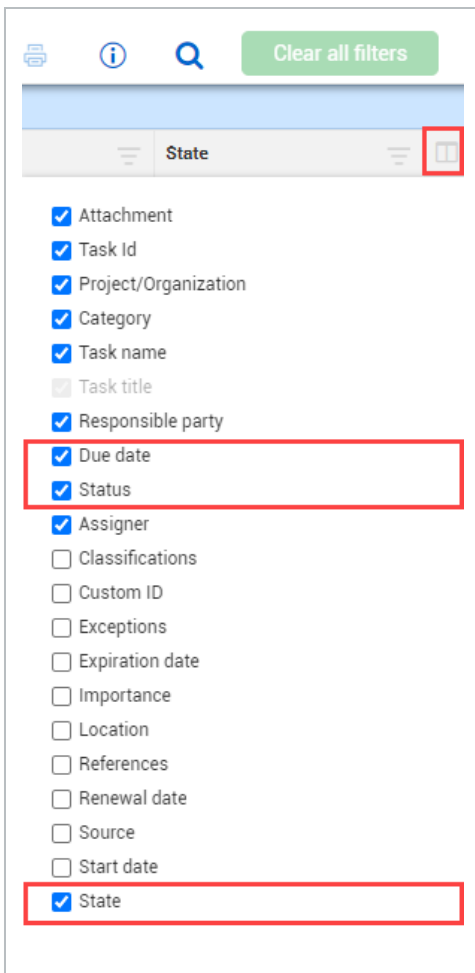 Clear all filters
State
Attachment
Task Id
Project/Organization
Category
Task name
Task title
Responsible party
Due date
Status
Assigner
Classifications
Custom ID
Exceptions
Expiration date
Importance
Location
References
Renewal date
Source
Start date
State